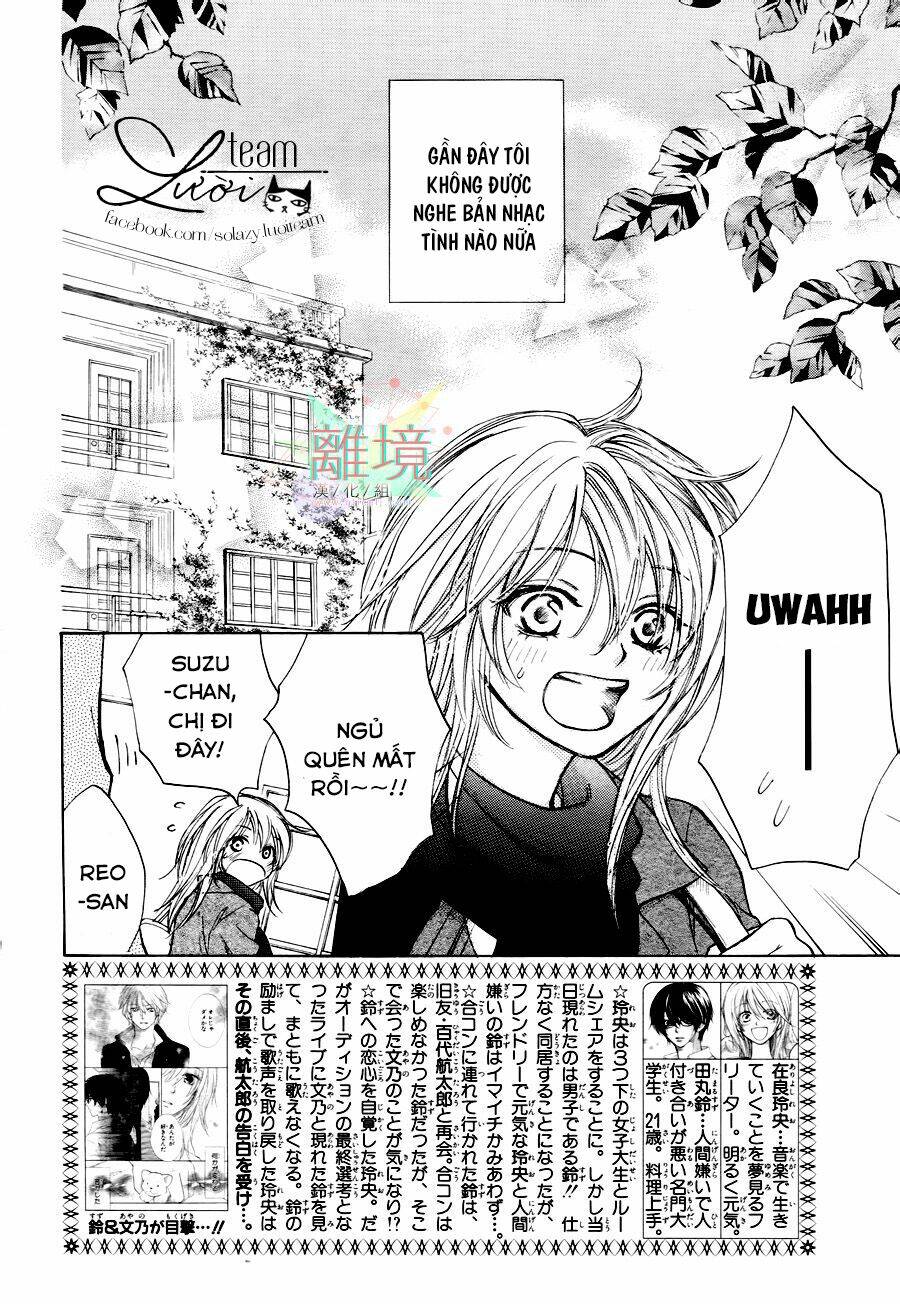 team
Lười
facebook.com/solazy.luoiteam
GẦN ĐÂY TÔI
KHÔNG ĐƯỢC
NGHE BẢN NHẠC
TÌNH NÀO NỮA
離境
漢/化/組
UWAHH
NGỦ
QUÊN MẤT
RỒI~~!!
SUZU
-CHAN,
CHỊ ĐI
ĐÂY!
REO
-SAN
在良玲央…音楽で生き
ていくことを夢見るフ
リーター。明るく元気。
田丸鈴…人間嫌いで人
付き合いが悪い名門大
学生。21歳。料理上手。
☆玲央は3つ下の女子大生とルー
ムシェアをすることに。しかし当
日現れたのは男子である鈴!! 仕
方なく同居することになったが、
フレンドリーで元気な玲央と人間
嫌いの鈴はイマイチかみあわず…。
☆合コンに連れて行かれた鈴は、
旧友・百代航太郎と再会。合コンは
楽しめなかった鈴だったが、そこ
で会った文乃のことが気になり!?
☆鈴への恋心を自覚した玲央。だ
がオーディションの最終選考とな
ったライブに文乃と現れた鈴を見
て、まともに歌えなくなる。鈴の
励まして歌声を取り戻した玲央は
その直後、航太郎の告白を受け…。
あんたが
好きなんだ
鈴&文乃が目撃…!!